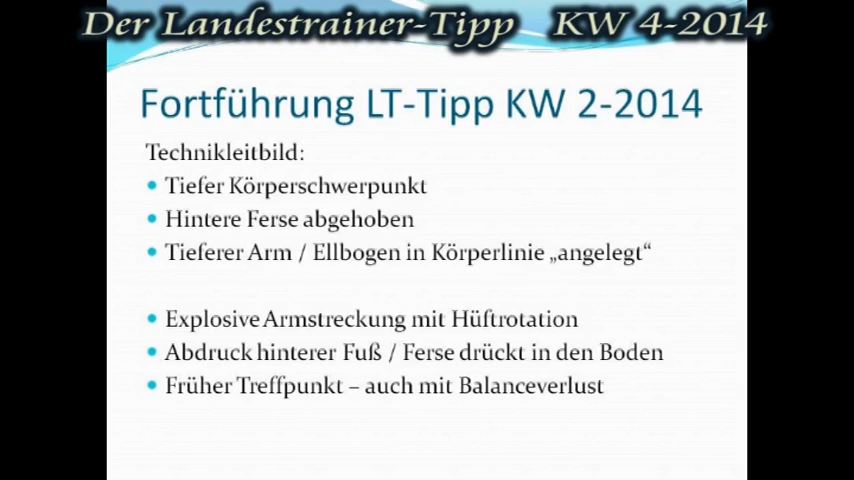 Der Landestrainer-Tipp KW 4-2014
Fortführung LT-Tipp KW 2-2014
Technikleitbild:
• Tiefer Körperschwerpunkt
• Hintere Ferse abgehoben
• Tieferer Arm / Ellbogen in Körperlinie „angelegt“
• Explosive Armstreckung mit Hüftrotation
• Abdruck hinterer Fuß / Ferse drückt in den Boden
• Früher Treffpunkt – auch mit Balanceverlust